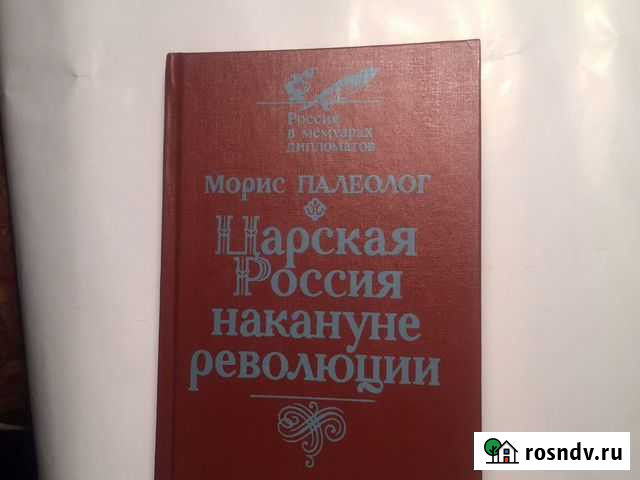 Россия
в мемуарах
дипломатов
Морис ПАЛЕОЛОГ
Царская
Россия
накануне
революции
rosndv.ru